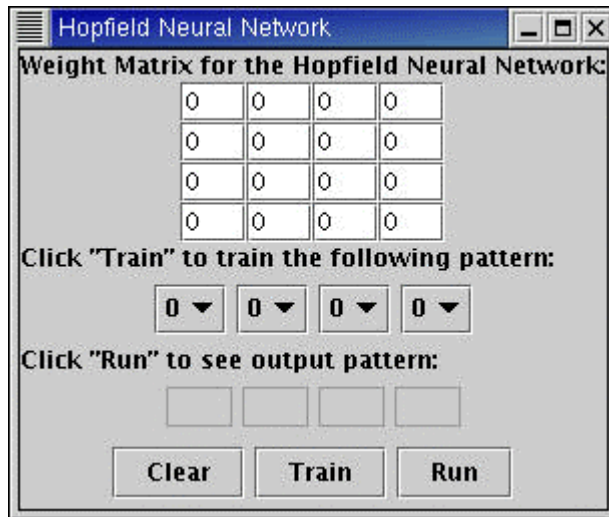 Hopfield Neural Network
Weight Matrix for the Hopfield Neural Network:
0 0 0 0
0 0 0 0
0 0 0 0
0 0 0 0
Click "Train" to train the following pattern:
0 0 0 0
Click "Run" to see output pattern:
Clear Train Run